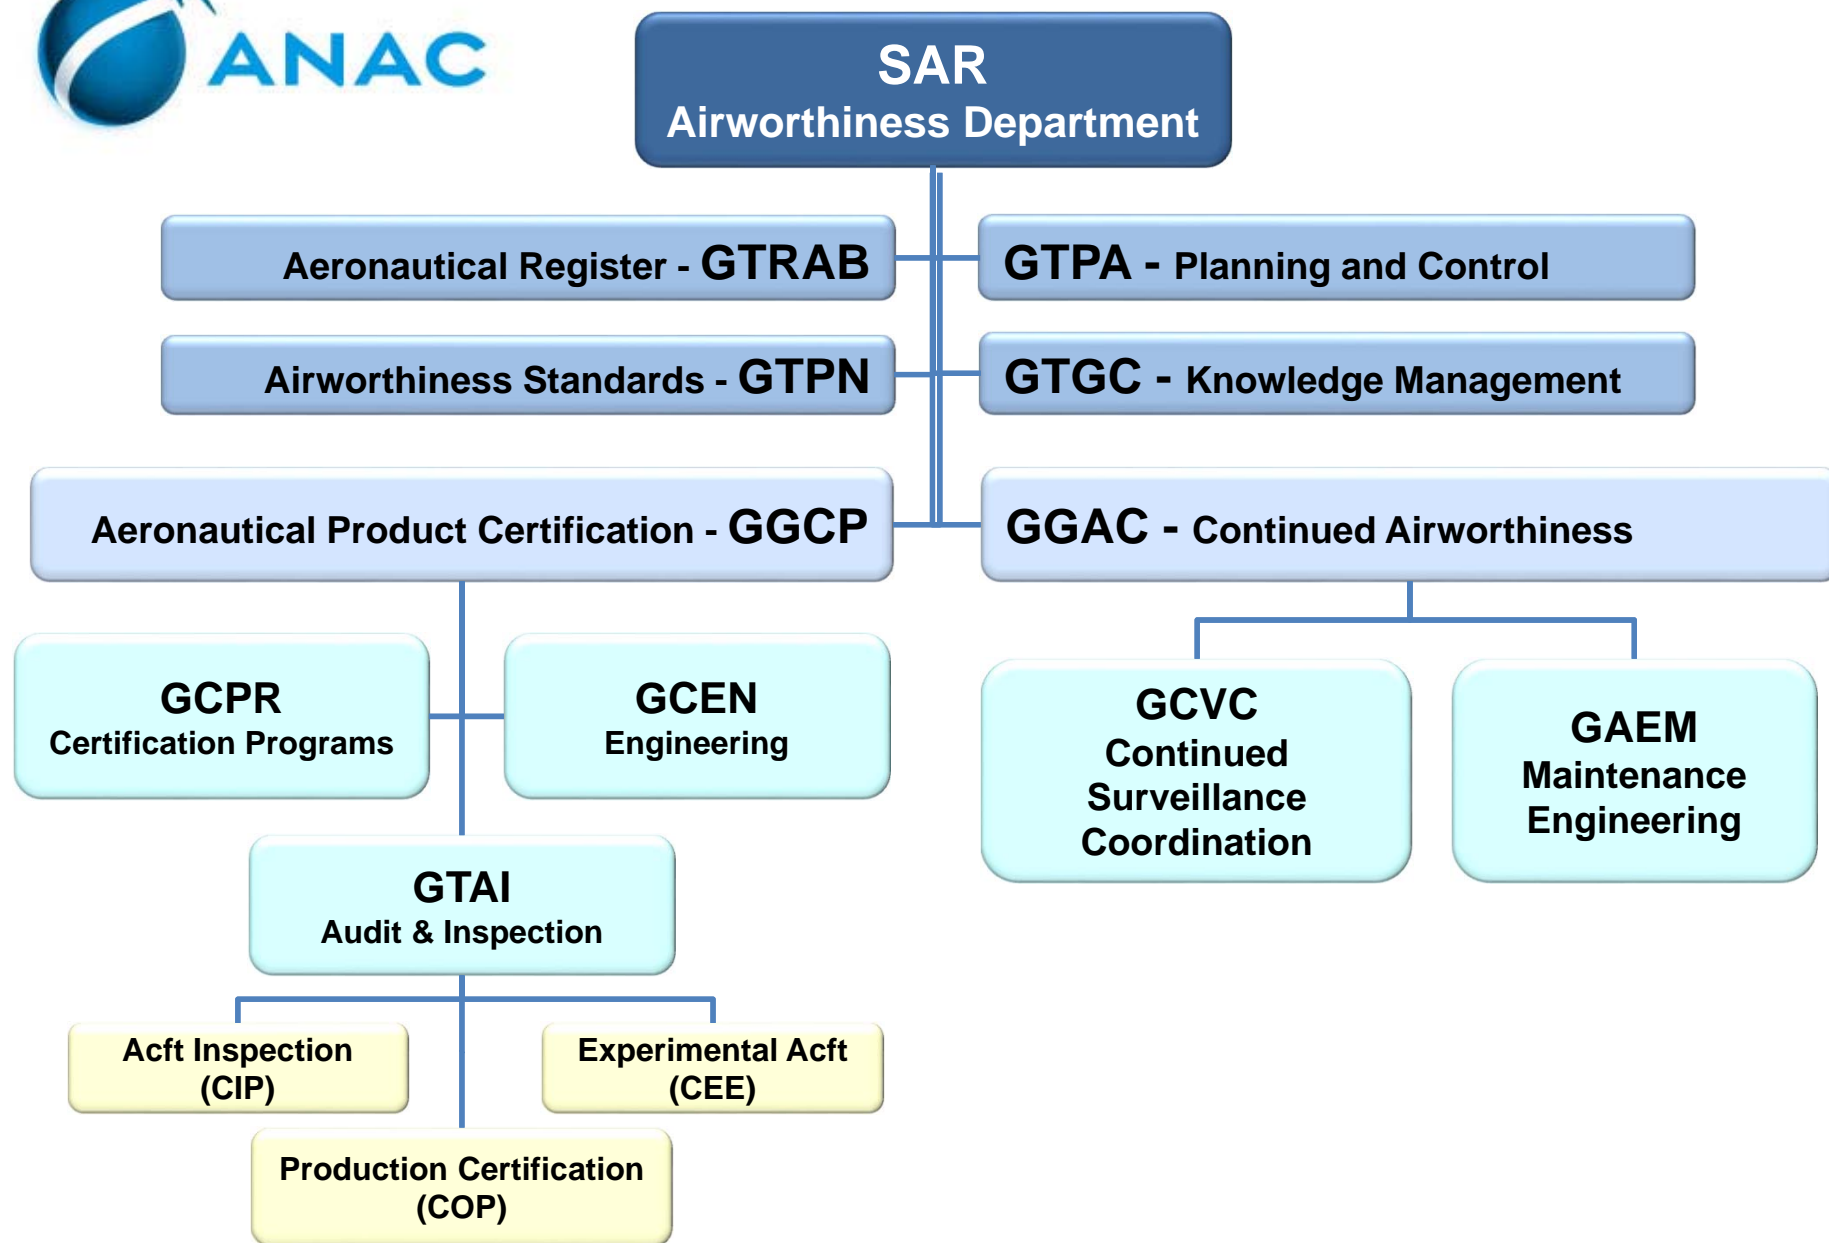 ANAC
SAR
Airworthiness Department
Aeronautical Register - GTRAB
GTPA - Planning and Control
Airworthiness Standards - GTPN
GTGC - Knowledge Management
Aeronautical Product Certification - GGCP
GGAC - Continued Airworthiness
GCPR
Certification Programs
GCEN
Engineering
GCVC
Continued
Surveillance
Coordination
GAEM
Maintenance
Engineering
GTAI
Audit & Inspection
Acft Inspection
(CIP)
Experimental Acft
(CEE)
Production Certification
(COP)